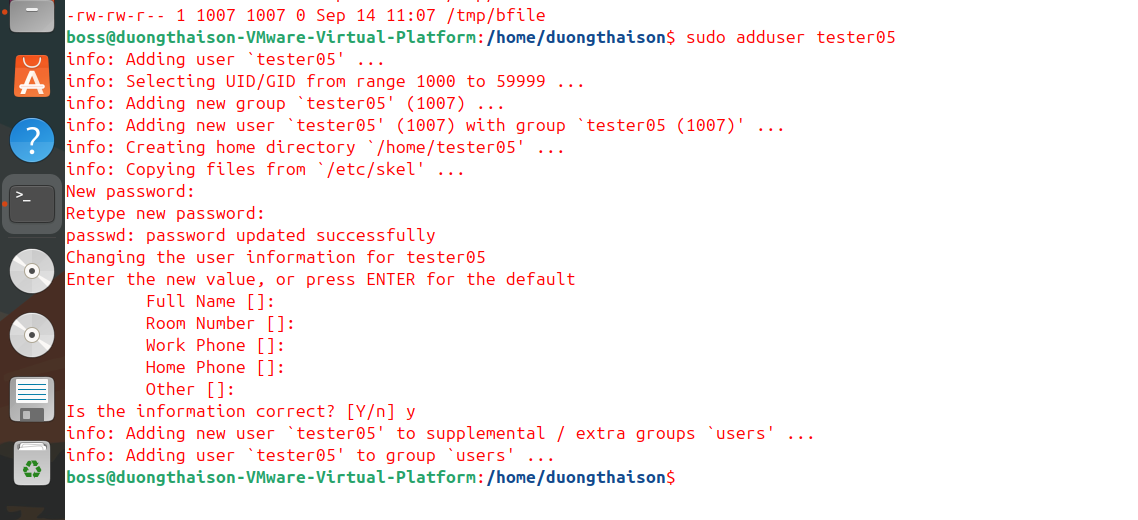 -rw-rw-r-- 1 1007 1007 0 Sep 14 11:07 /tmp/bfile
boss@duongthaison-VMware-Virtual-Platform:/home/duongthaison$ sudo adduser tester05
info: Adding user `tester05' ...
info: Selecting UID/GID from range 1000 to 59999 ...
info: Adding new group `tester05' (1007) ...
info: Adding new user `tester05' (1007) with group `tester05 (1007)' ...
info: Creating home directory `/home/tester05' ...
info: Copying files from `/etc/skel' ...
New password:
Retype new password:
passwd: password updated successfully
Changing the user information for tester05
Enter the new value, or press ENTER for the default
        Full Name []:
        Room Number []:
        Work Phone []:
        Home Phone []:
        Other []:
Is the information correct? [Y/n] y
info: Adding new user `tester05' to supplemental / extra groups `users' ...
info: Adding user `tester05' to group `users' ...
boss@duongthaison-VMware-Virtual-Platform:/home/duongthaison$